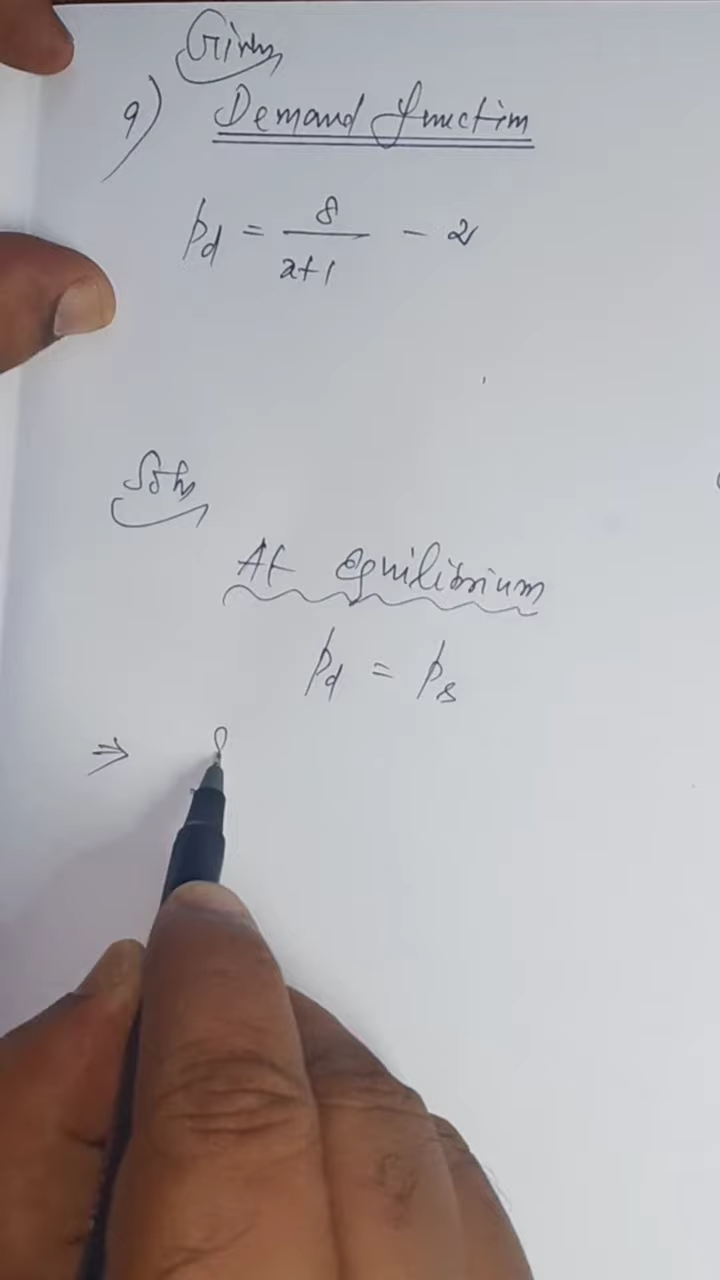 Given
9) Demand function
Pd = 8/(x+1) - 2
Soln
At equilibrium
Pd = Ps
⇒ 8